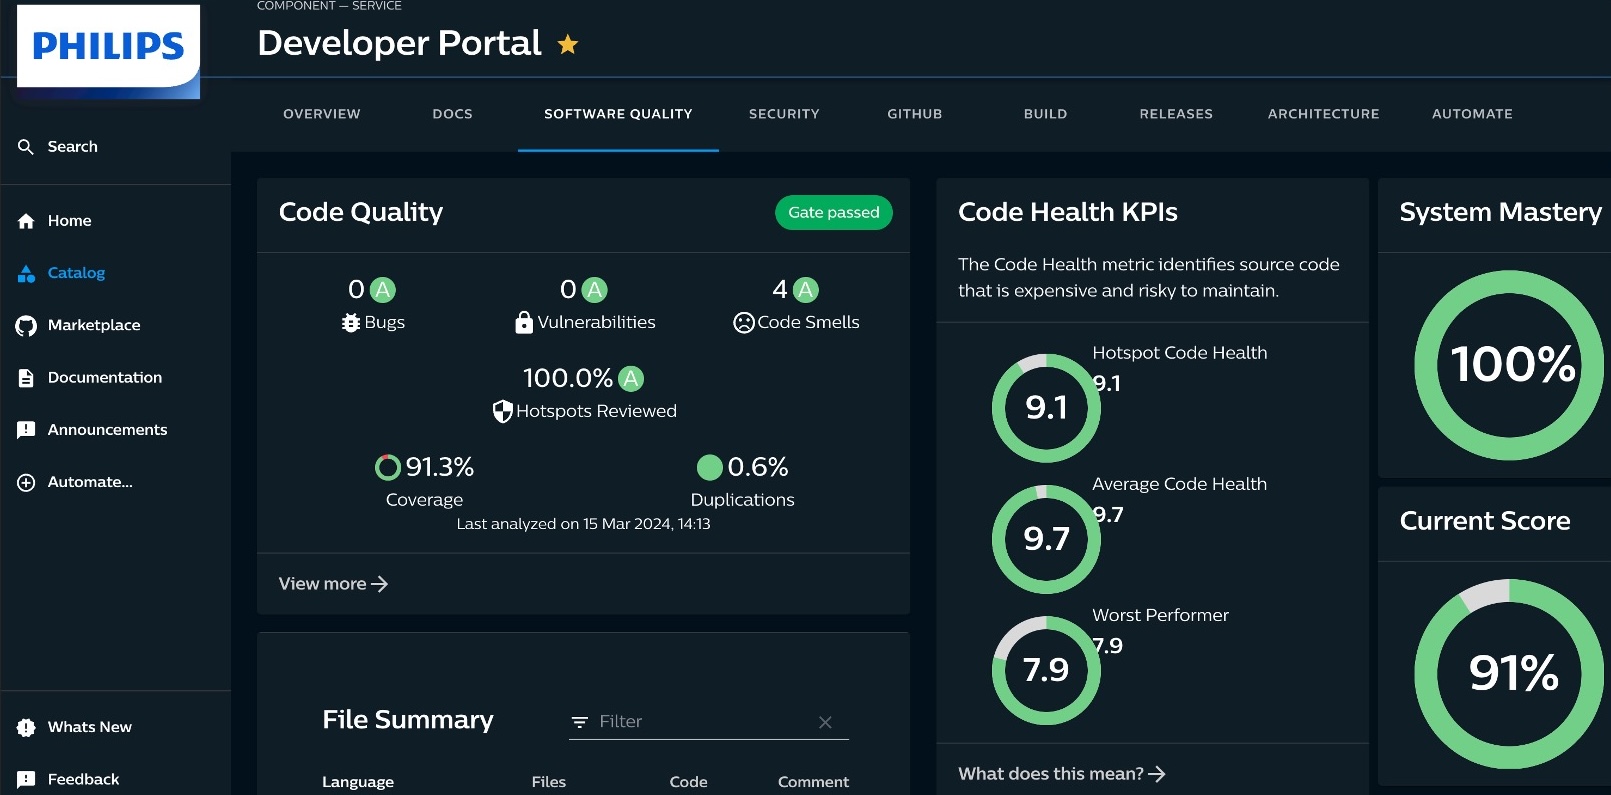 PHILIPS
COMPONENT — SERVICE
Developer Portal
Search
Home
Catalog
Marketplace
Documentation
Announcements
Automate...
Whats New
Feedback
OVERVIEW DOCS SOFTWARE QUALITY SECURITY GITHUB BUILD RELEASES ARCHITECTURE AUTOMATE
Code Quality
Gate passed
0 A
Bugs
0 A
Vulnerabilities
4 A
Code Smells
100.0% A
Hotspots Reviewed
91.3%
Coverage
0.6%
Duplications
Last analyzed on 15 Mar 2024, 14:13
View more
File Summary
Filter
Language Files Code Comment
Code Health KPIs
The Code Health metric identifies source code
that is expensive and risky to maintain.
Hotspot Code Health
9.1
9.1
Average Code Health
9.7
9.7
Worst Performer
7.9
7.9
What does this mean?
System Mastery
100%
Current Score
91%